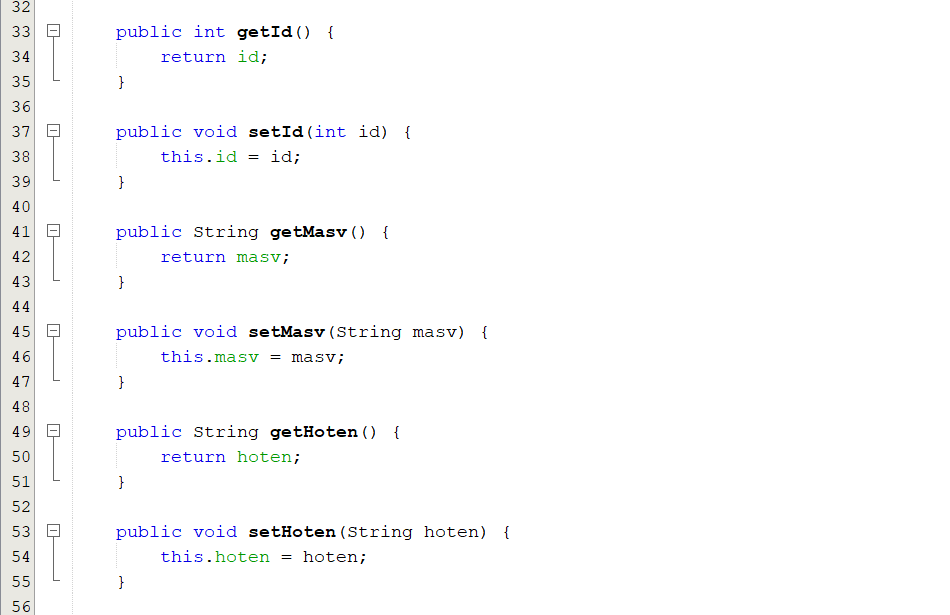 32
33 public int getId() {
34 return id;
35 }
36
37 public void setId(int id) {
38 this.id = id;
39 }
40
41 public String getMasv() {
42 return masv;
43 }
44
45 public void setMasv(String masv) {
46 this.masv = masv;
47 }
48
49 public String getHoten() {
50 return hoten;
51 }
52
53 public void setHoten(String hoten) {
54 this.hoten = hoten;
55 }
56